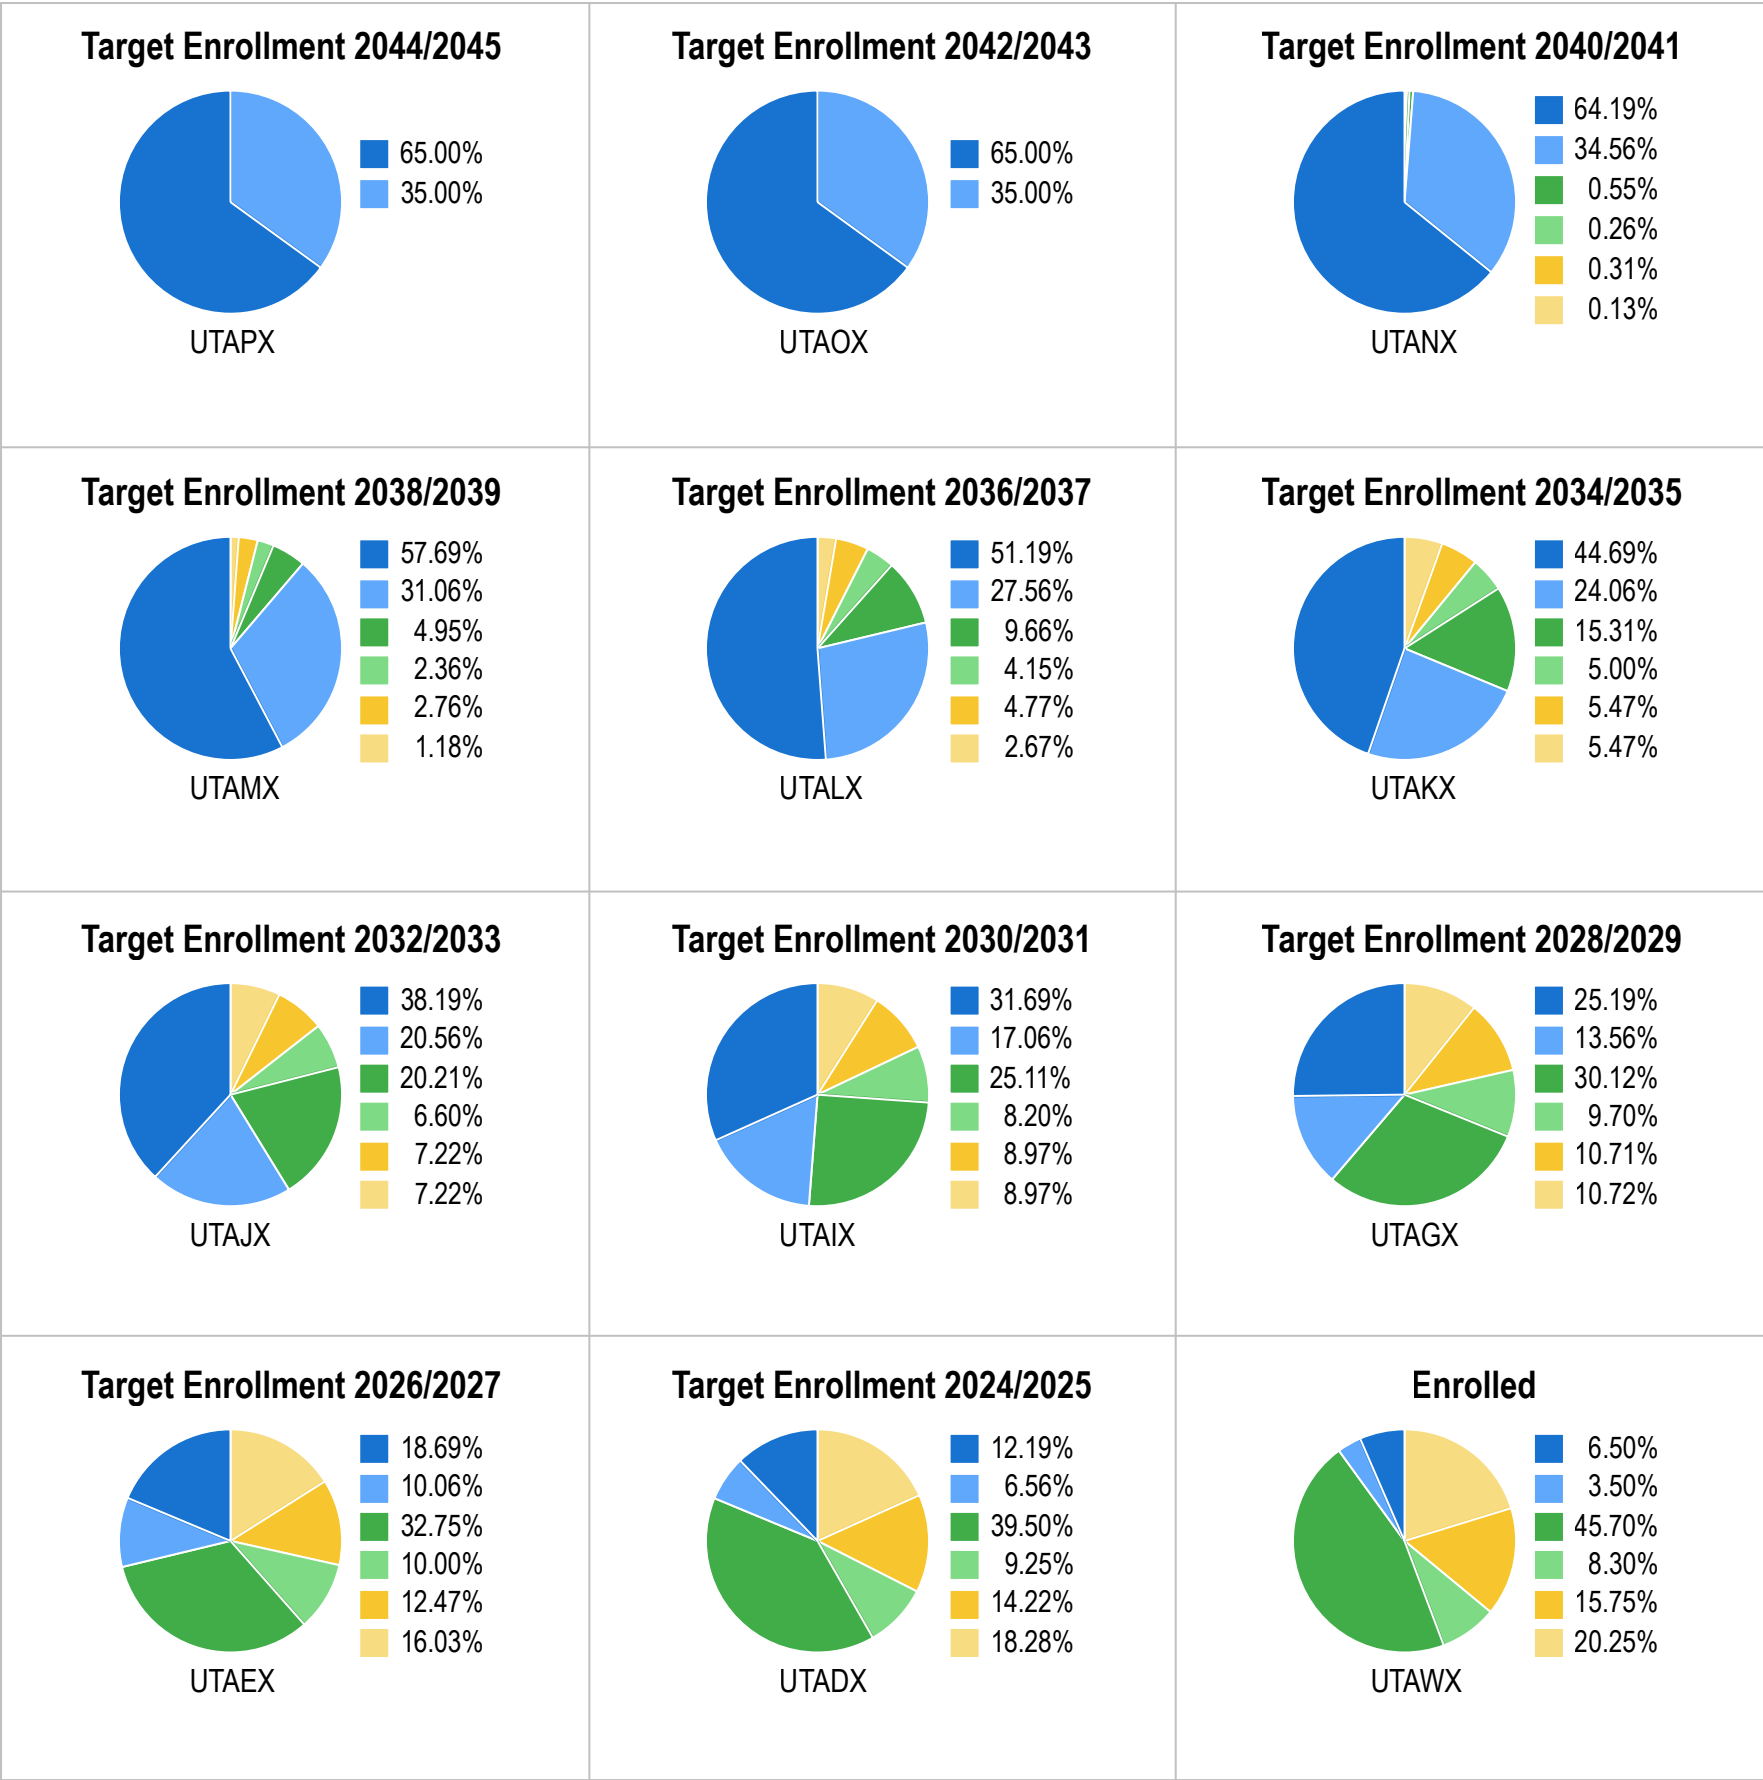 Target Enrollment 2044/2045
65.00%
35.00%
UTAPX
Target Enrollment 2042/2043
65.00%
35.00%
UTAOX
Target Enrollment 2040/2041
64.19%
34.56%
0.55%
0.26%
0.31%
0.13%
UTANX
Target Enrollment 2038/2039
57.69%
31.06%
4.95%
2.36%
2.76%
1.18%
UTAMX
Target Enrollment 2036/2037
51.19%
27.56%
9.66%
4.15%
4.77%
2.67%
UTALX
Target Enrollment 2034/2035
44.69%
24.06%
15.31%
5.00%
5.47%
5.47%
UTAKX
Target Enrollment 2032/2033
38.19%
20.56%
20.21%
6.60%
7.22%
7.22%
UTAJX
Target Enrollment 2030/2031
31.69%
17.06%
25.11%
8.20%
8.97%
8.97%
UTAIX
Target Enrollment 2028/2029
25.19%
13.56%
30.12%
9.70%
10.71%
10.72%
UTAGX
Target Enrollment 2026/2027
18.69%
10.06%
32.75%
10.00%
12.47%
16.03%
UTAEX
Target Enrollment 2024/2025
12.19%
6.56%
39.50%
9.25%
14.22%
18.28%
UTADX
Enrolled
6.50%
3.50%
45.70%
8.30%
15.75%
20.25%
UTAWX